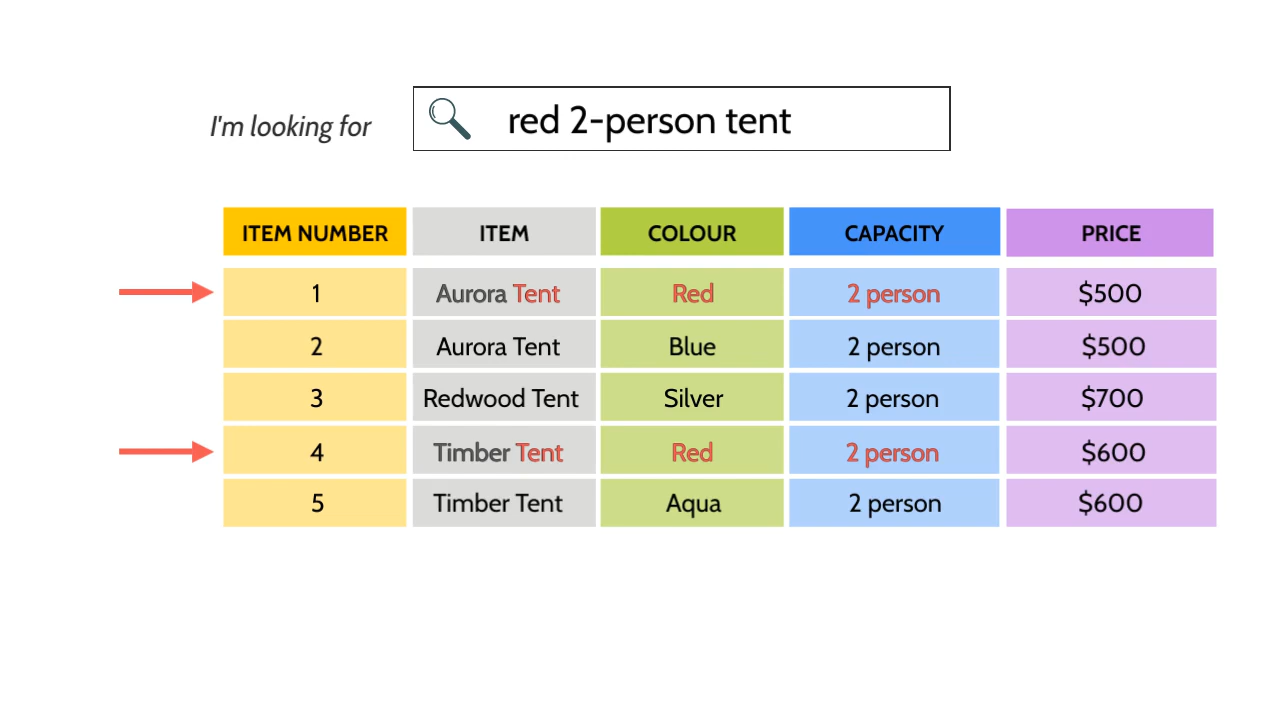 I'm looking for red 2-person tent
ITEM NUMBER ITEM COLOUR CAPACITY PRICE
1 Aurora Tent Red 2 person $500
2 Aurora Tent Blue 2 person $500
3 Redwood Tent Silver 2 person $700
4 Timber Tent Red 2 person $600
5 Timber Tent Aqua 2 person $600